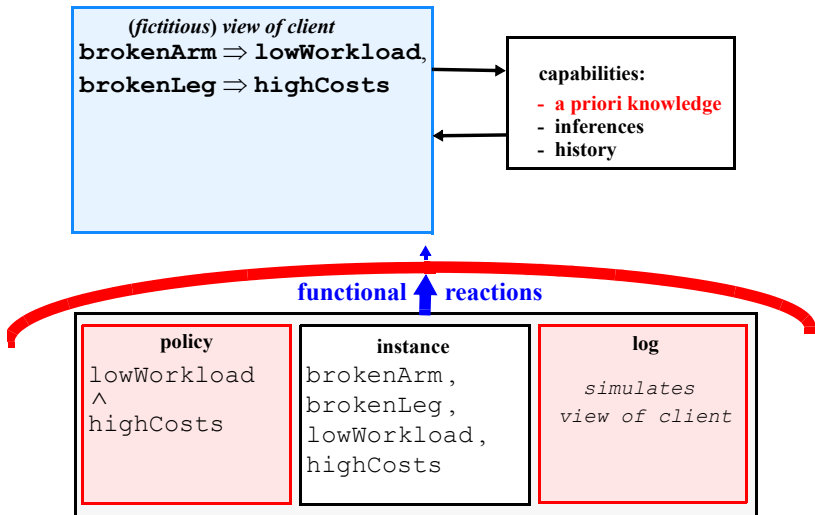 (fictitious) view of client
brokenArm ⇒ lowWorkload,
brokenLeg ⇒ highCosts
capabilities:
- a priori knowledge
- inferences
- history
functional reactions
policy
lowWorkload
∧
highCosts
instance
brokenArm,
brokenLeg,
lowWorkload,
highCosts
log
simulates
view of client